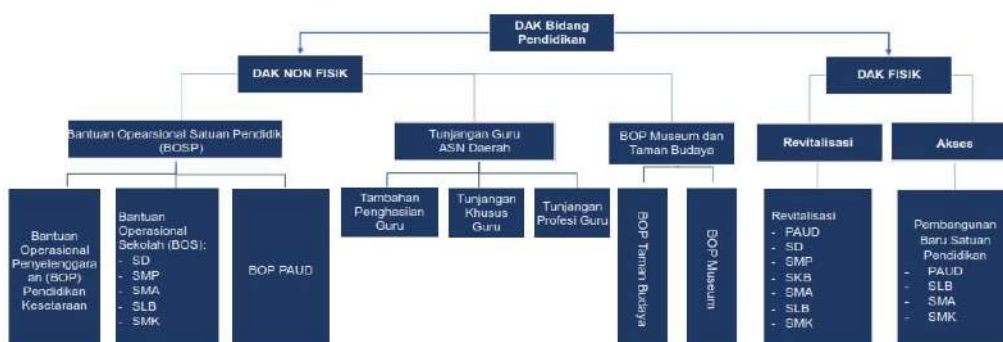 DAK Bidang
Pendidikan
DAK NON FISIK
DAK FISIK
Bantuan Opearsional Satuan Pendidik
(BOSP)
Tunjangan Guru
ASN Daerah
BOP Museum dan
Taman Budaya
Revitalisasi
Akses
Bantuan
Operasional
Penyelenggara
an (BOP)
Pendidikan
Kesetaraan
Bantuan
Operasional
Sekolah (BOS):
- SD
- SMP
- SMA
- SLB
- SMK
BOP PAUD
Tambahan
Penghasilan
Guru
Tunjangan
Khusus
Guru
Tunjangan
Profesi Guru
BOP Taman Budaya
BOP Museum
Revitalisasi
- PAUD
- SD
- SMP
- SKB
- SMA
- SLB
- SMK
Pembangunan
Baru Satuan
Pendidikan
- PAUD
- SLB
- SMA
- SMK